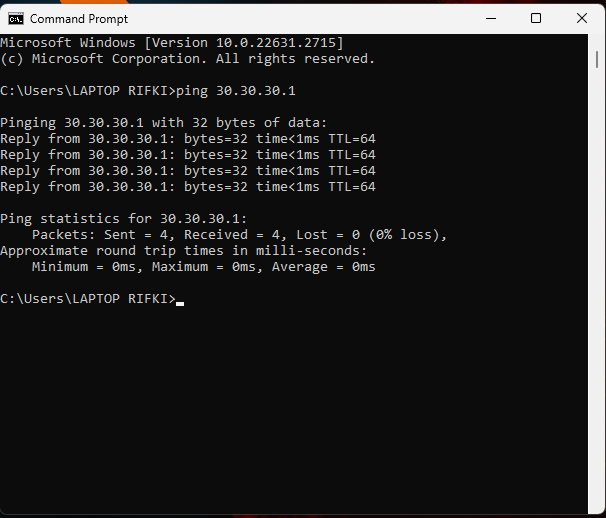 Command Prompt
Microsoft Windows [Version 10.0.22631.2715]
(c) Microsoft Corporation. All rights reserved.
C:\Users\LAPTOP RIFKI>ping 30.30.30.1
Pinging 30.30.30.1 with 32 bytes of data:
Reply from 30.30.30.1: bytes=32 time<1ms TTL=64
Reply from 30.30.30.1: bytes=32 time<1ms TTL=64
Reply from 30.30.30.1: bytes=32 time<1ms TTL=64
Reply from 30.30.30.1: bytes=32 time<1ms TTL=64
Ping statistics for 30.30.30.1:
    Packets: Sent = 4, Received = 4, Lost = 0 (0% loss),
Approximate round trip times in milli-seconds:
    Minimum = 0ms, Maximum = 0ms, Average = 0ms
C:\Users\LAPTOP RIFKI>